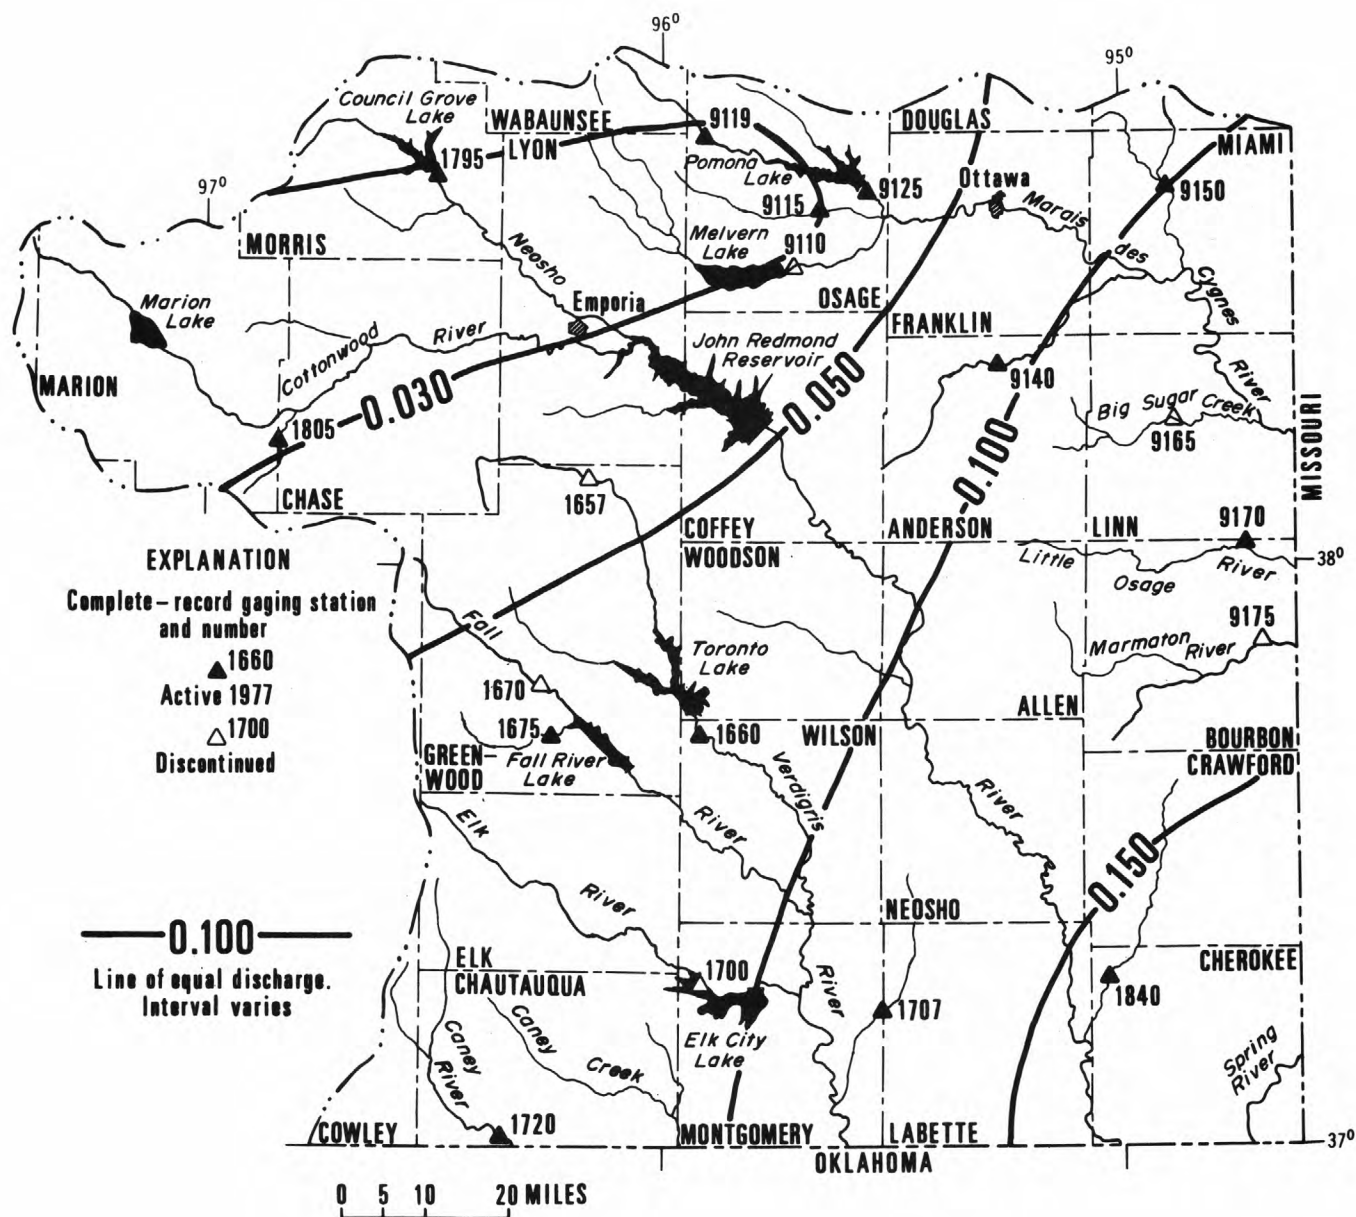 96⁰
95⁰
Council Grove
Lake
WABAUNSEE
9119
DOUGLAS
LYON
MIAMI
1795
Pomona
Lake
9125
Ottawa
9150
97⁰
9115
Marais
MORRIS
Neosho
Melvern
Lake
9110
des
Cygnes
Marion
Lake
Emporia
OSAGE
FRANKLIN
River
John Redmond
Reservoir
Cottonwood
MARION
9140
River
0.030
0.050
Big Sugar Creek
1805
9165
0.100
MISSOURI
CHASE
1657
COFFEY
ANDERSON
LINN
9170
WOODSON
Little
Osage
River
38⁰
EXPLANATION
Complete-record gaging station
and number
1660
Active 1977
1700
Discontinued
Fall
Toronto
Lake
9175
Marmaton
River
1670
ALLEN
1675
1660
WILSON
GREEN-
WOOD
Fall River
Lake
BOURBON
CRAWFORD
Verdigris
River
River
Elk
0.150
River
NEOSHO
0.100
Line of equal discharge.
Interval varies
ELK
CHAUTAUQUA
1700
River
CHEROKEE
1707
1840
Caney
River
Caney
Creek
Elk City
Lake
Spring
River
1720
COWLEY
MONTGOMERY
LABETTE
37⁰
OKLAHOMA
0 5 10 20 MILES